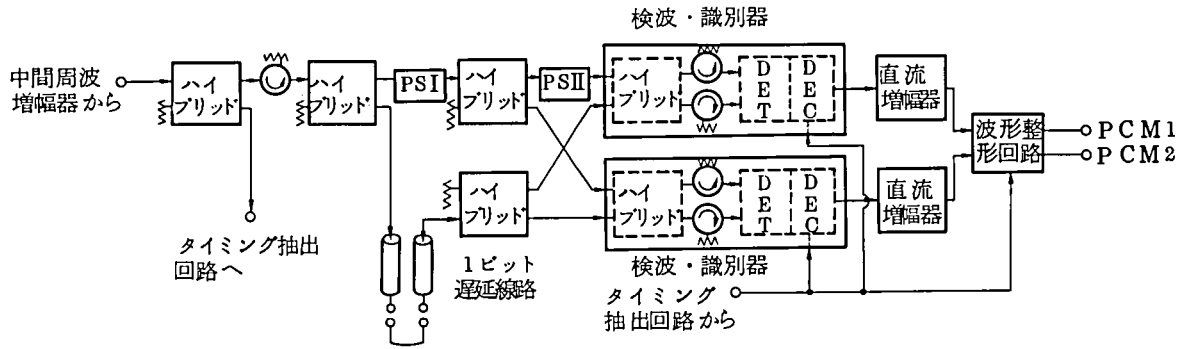 検波・識別器
中間周波
増幅器から
ハイ
ブリッド
ハイ
ブリッド
PSI
ハイ
ブリッド
PSII
ハイ
ブリッド
DET
DEC
直流
増幅器
波形整
形回路
PCM1
PCM2
タイミング抽出
回路へ
ハイ
ブリッド
1ビット
遅延線路
ハイ
ブリッド
DET
DEC
直流
増幅器
検波・識別器
タイミング
抽出回路から